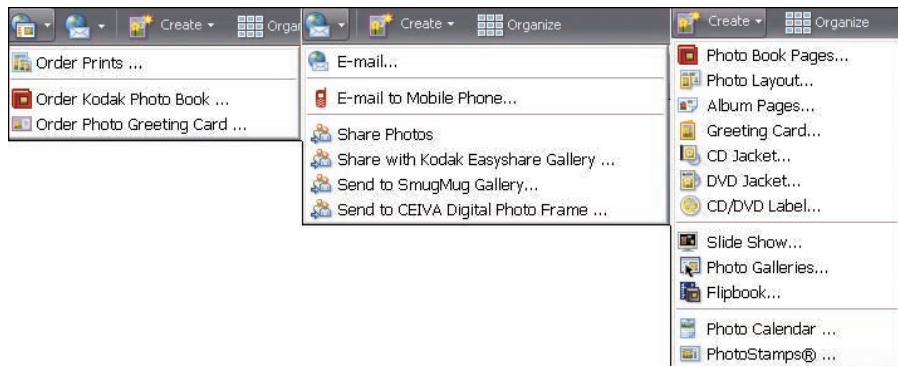 Create
Orga
Order Prints ...
Order Kodak Photo Book ...
Order Photo Greeting Card ...
Create
Organize
E-mail...
E-mail to Mobile Phone...
Share Photos
Share with Kodak Easyshare Gallery ...
Send to SmugMug Gallery...
Send to CEIVA Digital Photo Frame ...
Create
Organize
Photo Book Pages...
Photo Layout...
Album Pages...
Greeting Card...
CD Jacket...
DVD Jacket...
CD/DVD Label...
Slide Show...
Photo Galleries...
Flipbook...
Photo Calendar ...
PhotoStamps® ...